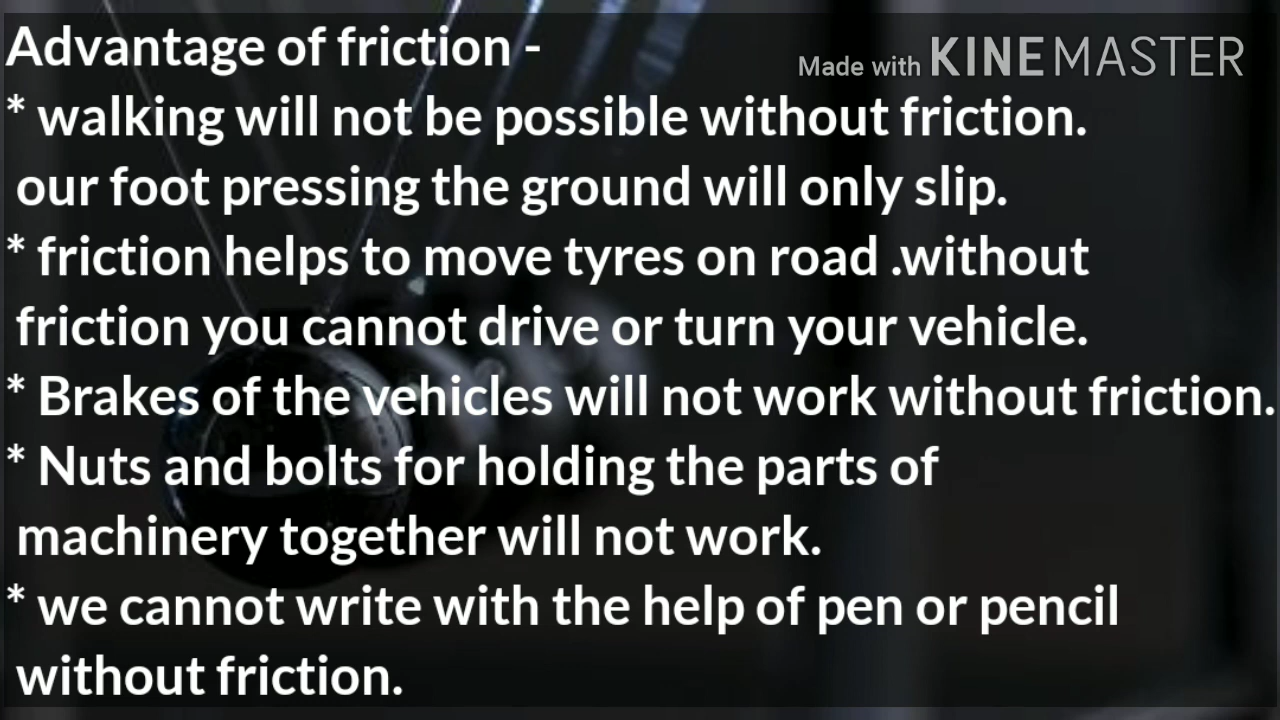 Advantage of friction -
Made with KINEMASTER
* walking will not be possible without friction.
our foot pressing the ground will only slip.
* friction helps to move tyres on road .without
friction you cannot drive or turn your vehicle.
* Brakes of the vehicles will not work without friction.
* Nuts and bolts for holding the parts of
machinery together will not work.
* we cannot write with the help of pen or pencil
without friction.